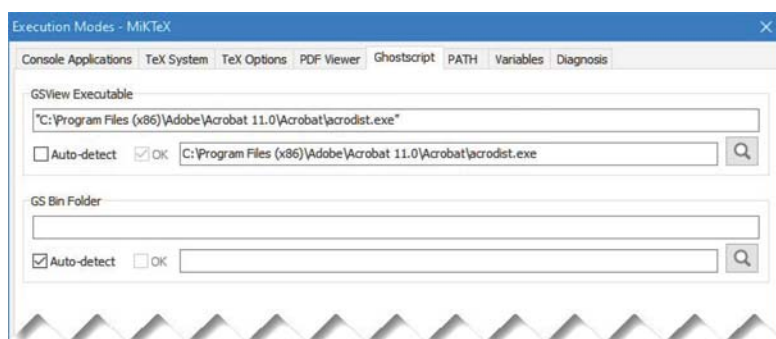 Execution Modes - MiKTeX
Console Applications TeX System TeX Options PDF Viewer Ghostscript PATH Variables Diagnosis
GSView Executable
"C:\Program Files (x86)\Adobe\Acrobat 11.0\Acrobat\acrodist.exe"
Auto-detect OK C:\Program Files (x86)\Adobe\Acrobat 11.0\Acrobat\acrodist.exe
GS Bin Folder
Auto-detect OK